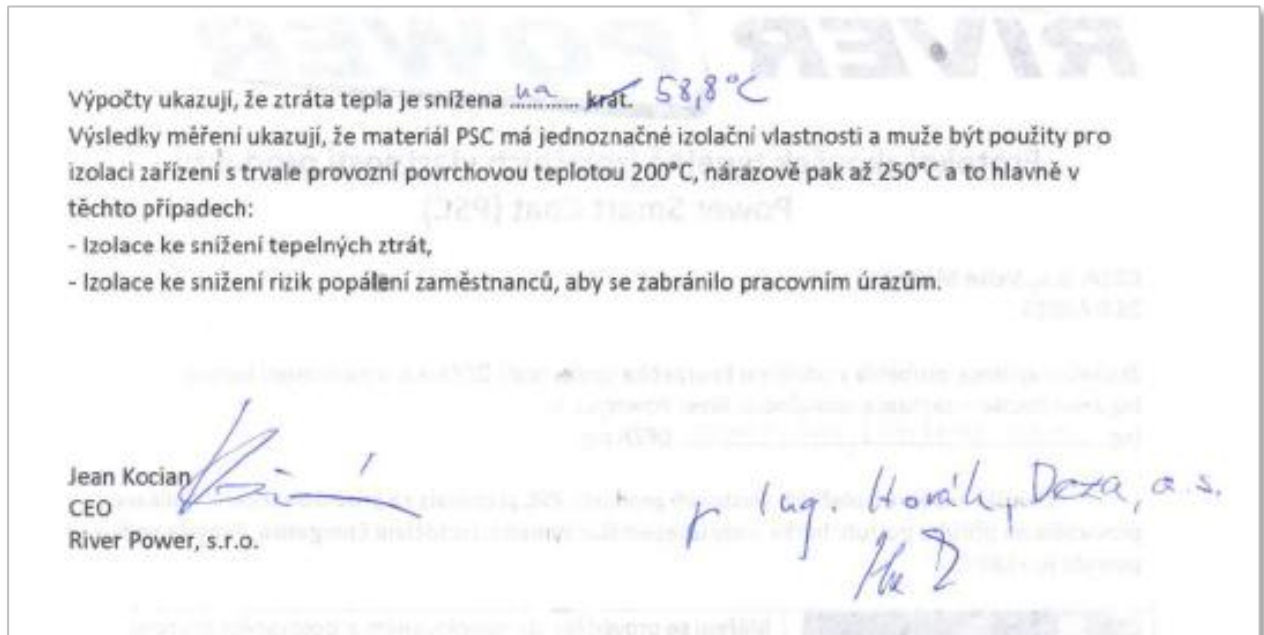 Výpočty ukazují, že ztráta tepla je snížena na krát. 58,8°C
Výsledky měření ukazují, že materiál PSC má jednoznačné izolační vlastnosti a muže být použity pro
izolaci zařízení s trvale provozní povrchovou teplotou 200°C, nárázově pak až 250°C a to hlavně v
těchto případech:
- Izolace ke snížení tepelných ztrát,
- Izolace ke snižení rizik popálení zaměstnanců, aby se zabránilo pracovním úrazům.
Jean Kocian
CEO
River Power, s.r.o.
Ing. Horák, Deza, a.s.